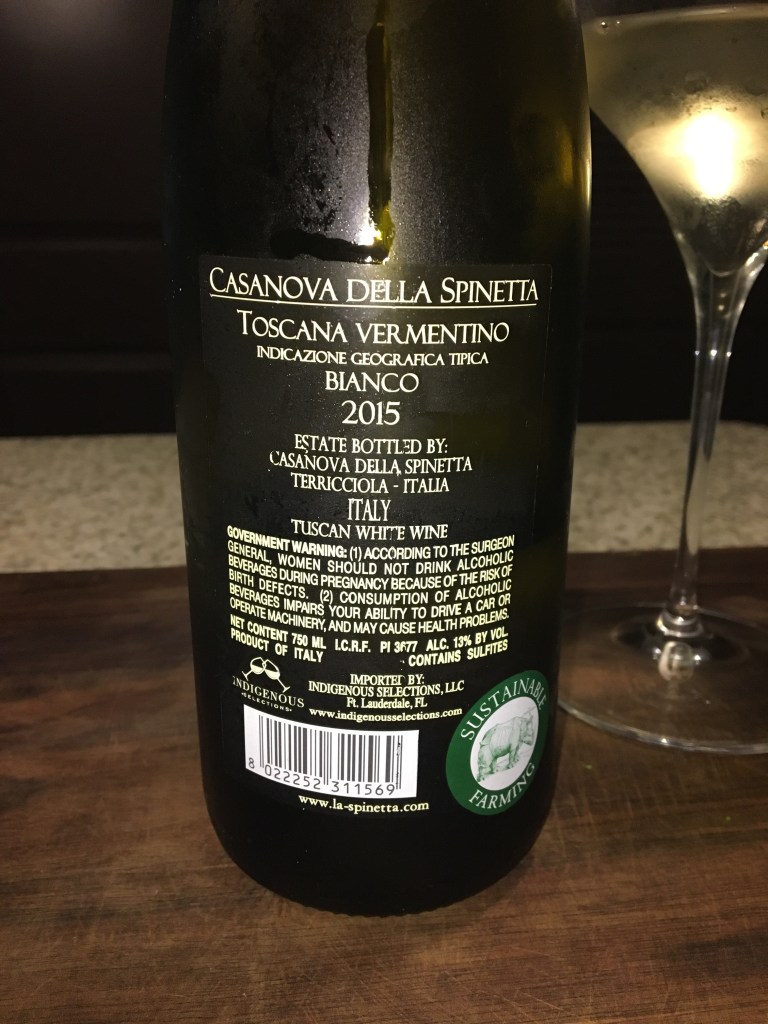 CASANOVA DELLA SPINETTA
TOSCANA VERMENTINO
INDICAZIONE GEOGRAFICA TIPICA
BIANCO
2015
ESTATE BOTTLED BY:
CASANOVA DELLA SPINETTA
TERRICCIOLA - ITALIA
ITALY
TUSCAN WHITE WINE
GOVERNMENT WARNING: (1) ACCORDING TO THE SURGEON
GENERAL, WOMEN SHOULD NOT DRINK ALCOHOLIC
BEVERAGES DURING PREGNANCY BECAUSE OF THE RISK OF
BIRTH DEFECTS. (2) CONSUMPTION OF ALCOHOLIC
BEVERAGES IMPAIRS YOUR ABILITY TO DRIVE A CAR OR
OPERATE MACHINERY, AND MAY CAUSE HEALTH PROBLEMS.
NET CONTENT 750 ML I.C.R.F. PI 3677 ALC. 13% BY VOL.
PRODUCT OF ITALY CONTAINS SULFITES
INDIGENOUS
•SELECTIONS•
IMPORTED BY:
INDIGENOUS SELECTIONS, LLC
Ft. Lauderdale, FL
www.indigenousselections.com
SUSTAINABLE
FARMING
8 022252 311569
www.la-spinetta.com